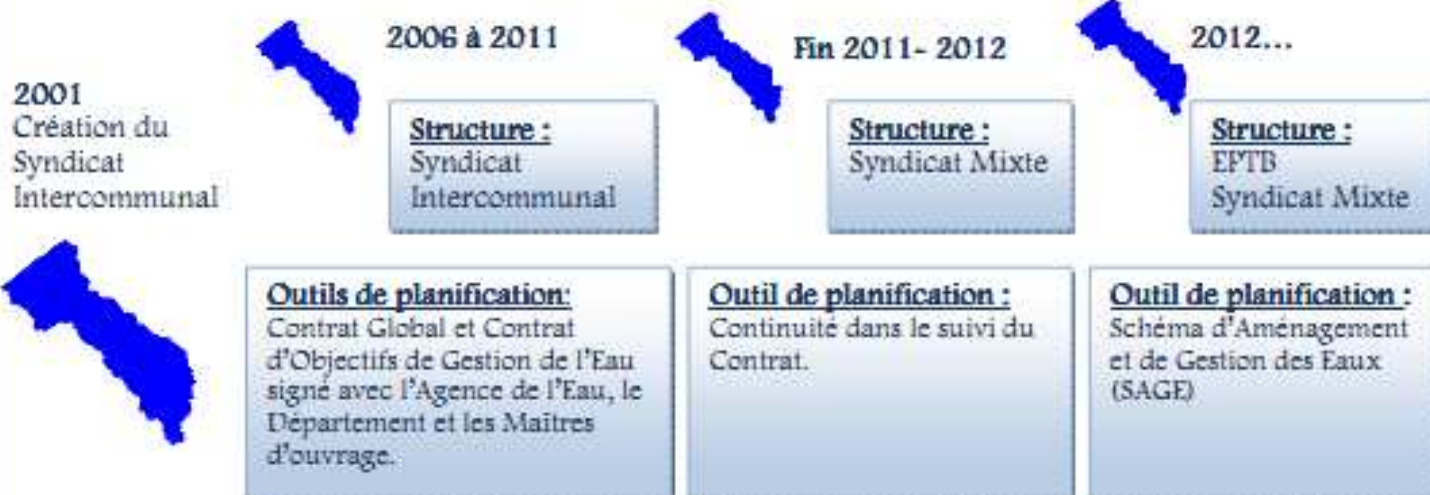 2001
Création du
Syndicat
Intercommunal
2006 à 2011
Structure :
Syndicat
Intercommunal
Outils de planification:
Contrat Global et Contrat
d'Objectifs de Gestion de l'Eau
signé avec l'Agence de l'Eau, le
Département et les Maîtres
d'ouvrage.
Fin 2011- 2012
Structure :
Syndicat Mixte
Outil de planification :
Continuité dans le suivi du
Contrat.
2012...
Structure :
EPTB
Syndicat Mixte
Outil de planification :
Schéma d'Aménagement
et de Gestion des Eaux
(SAGE)